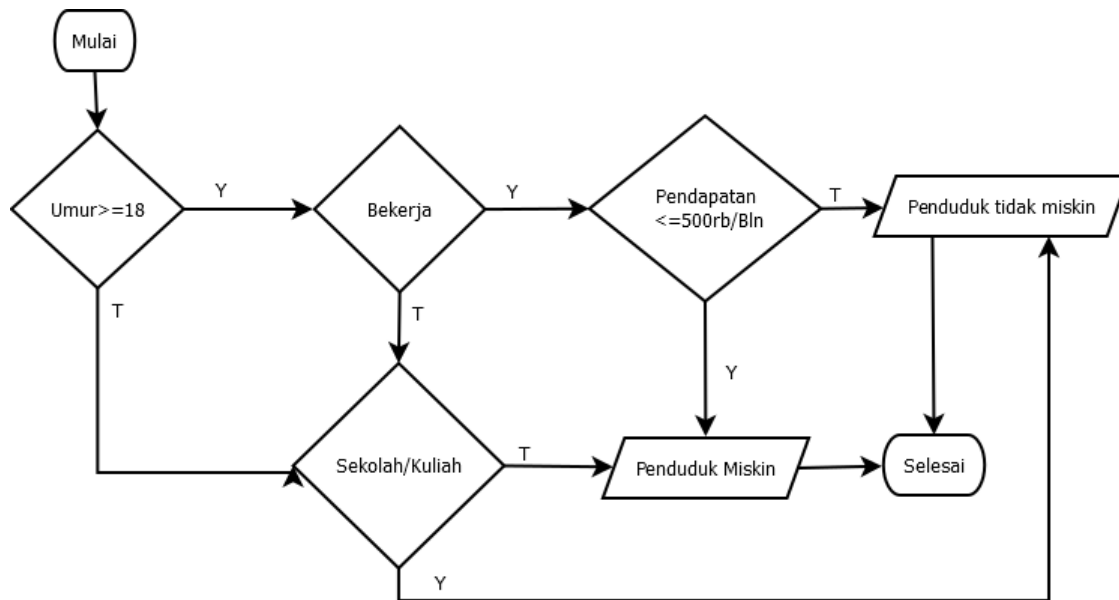 Mulai
Umur>=18
Y
Bekerja
Y
Pendapatan
<=500rb/Bln
T
Penduduk tidak miskin
T
T
Y
Sekolah/Kuliah
T
Penduduk Miskin
Selesai
Y